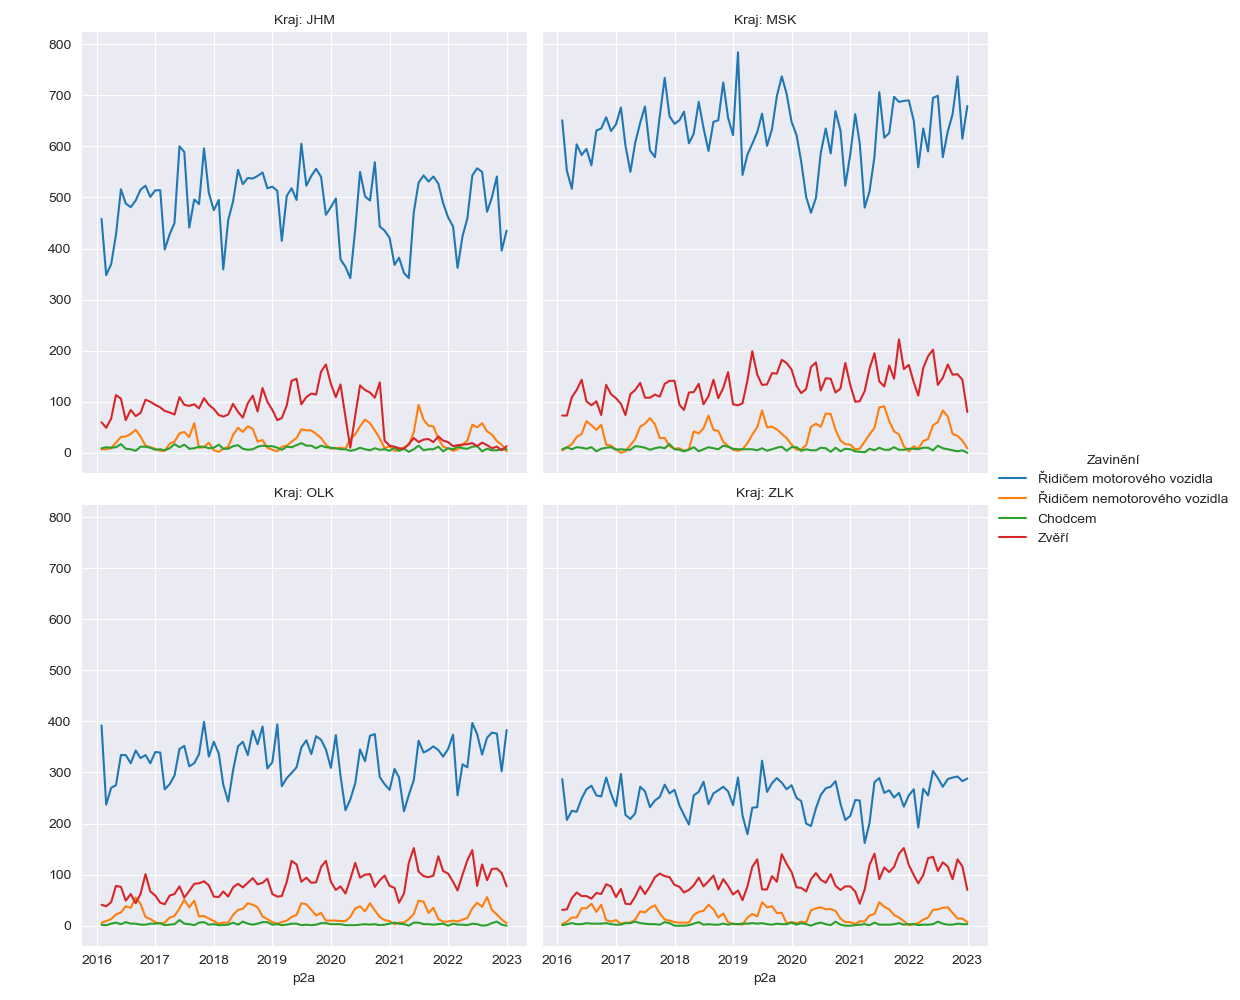 Kraj: JHM
Kraj: MSK
800
700
600
500
400
300
200
100
0
Kraj: OLK
Kraj: ZLK
800
700
600
500
400
300
200
100
0
2016 2017 2018 2019 2020 2021 2022 2023
p2a
2016 2017 2018 2019 2020 2021 2022 2023
p2a
Zavinění
Řidičem motorového vozidla
Řidičem nemotorového vozidla
Chodcem
Zvěří